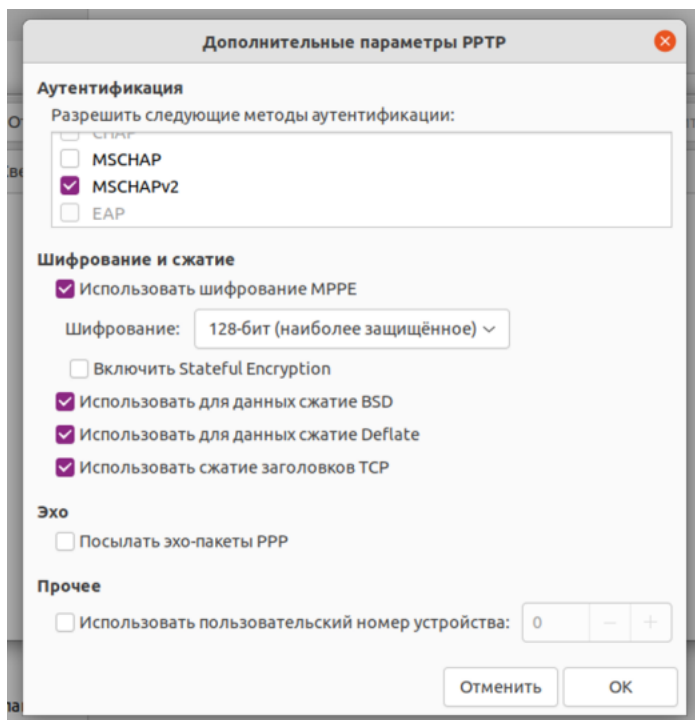 Дополнительные параметры PPTP
Аутентификация
Разрешить следующие методы аутентификации:
CHAP
MSCHAP
MSCHAPv2
EAP
Шифрование и сжатие
Использовать шифрование MPPE
Шифрование: 128-бит (наиболее защищённое)
Включить Stateful Encryption
Использовать для данных сжатие BSD
Использовать для данных сжатие Deflate
Использовать сжатие заголовков TCP
Эхо
Посылать эхо-пакеты PPP
Прочее
Использовать пользовательский номер устройства: 0 − +
Отменить OK